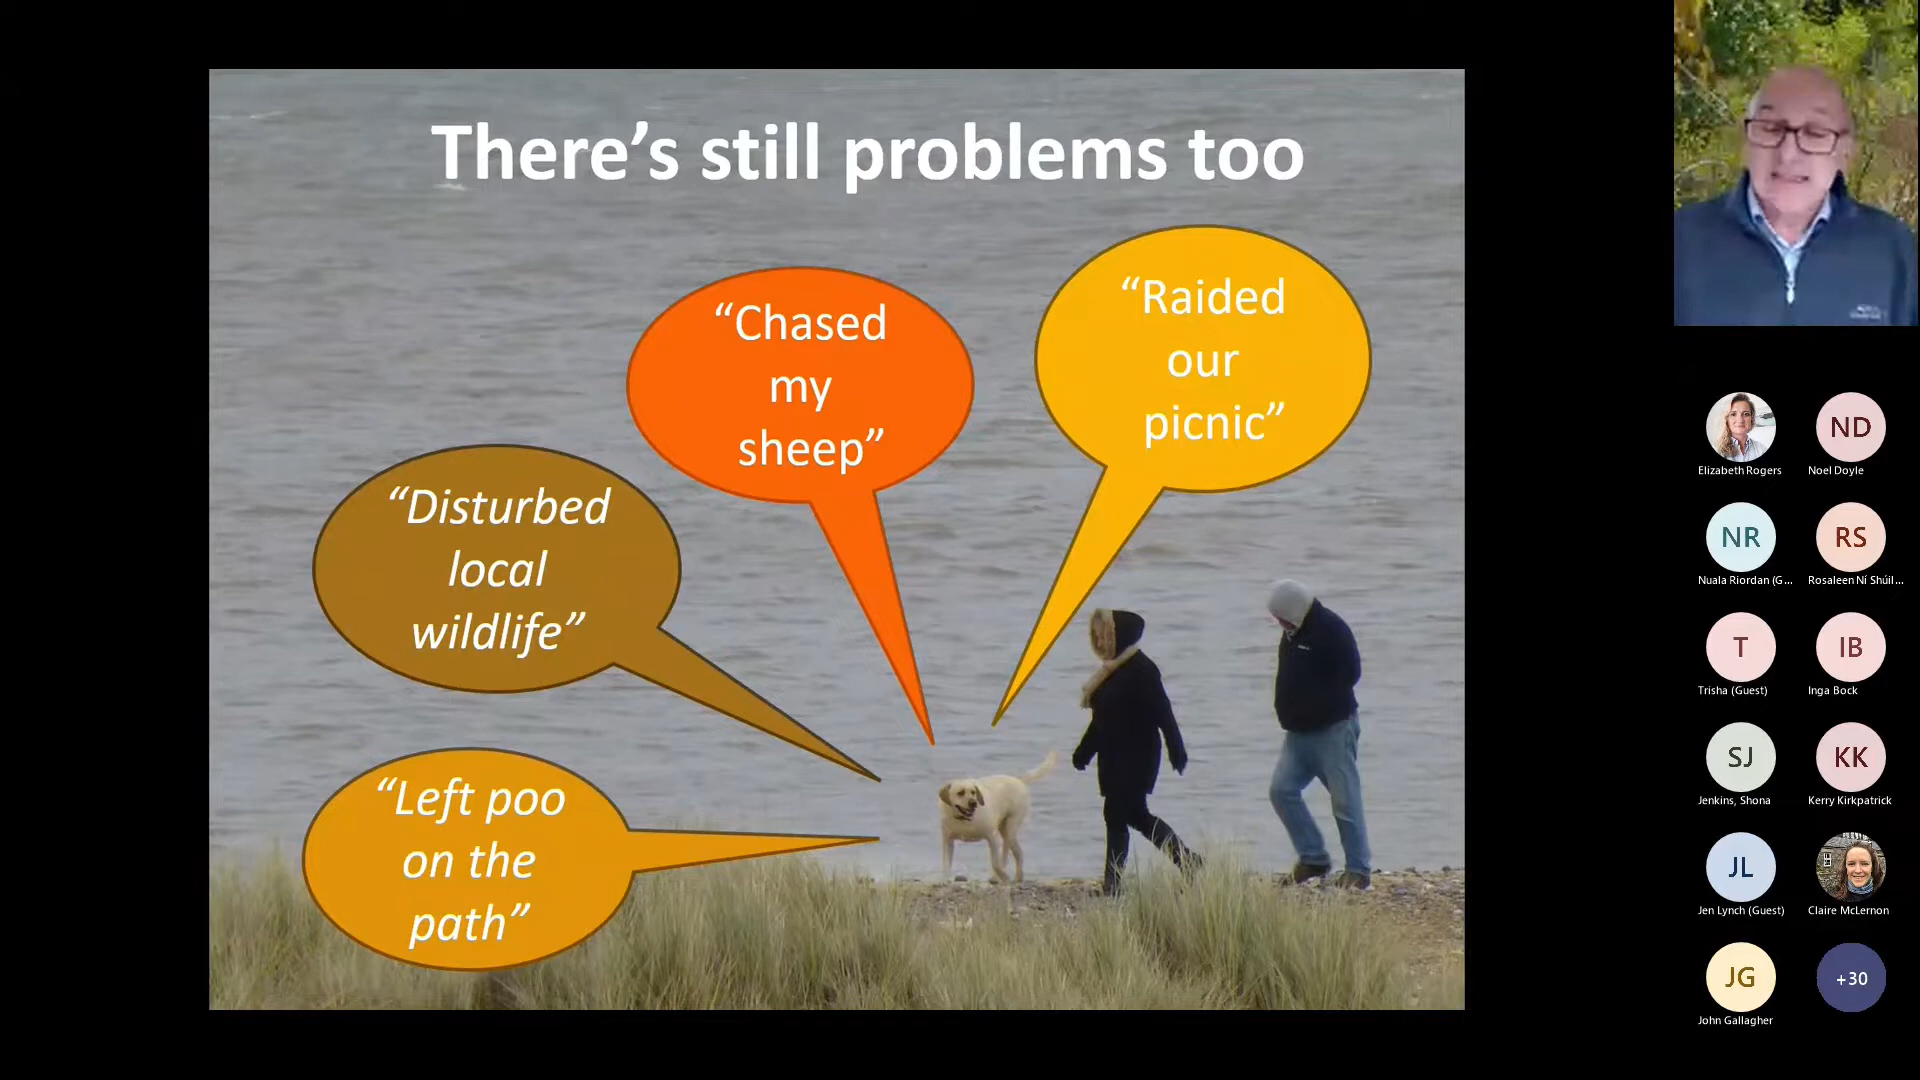 There’s still problems too
“Raided
our
picnic”
“Chased
my
sheep”
“Disturbed
local
wildlife”
“Left poo
on the
path”
Elizabeth Rogers
ND
Noel Doyle
NR
Nuala Riordan (G...
RS
Rosaleen Ní Shúil...
T
Trisha (Guest)
IB
Inga Bock
SJ
Jenkins, Shona
KK
Kerry Kirkpatrick
JL
Jen Lynch (Guest)
Claire McLernon
JG
John Gallagher
+30